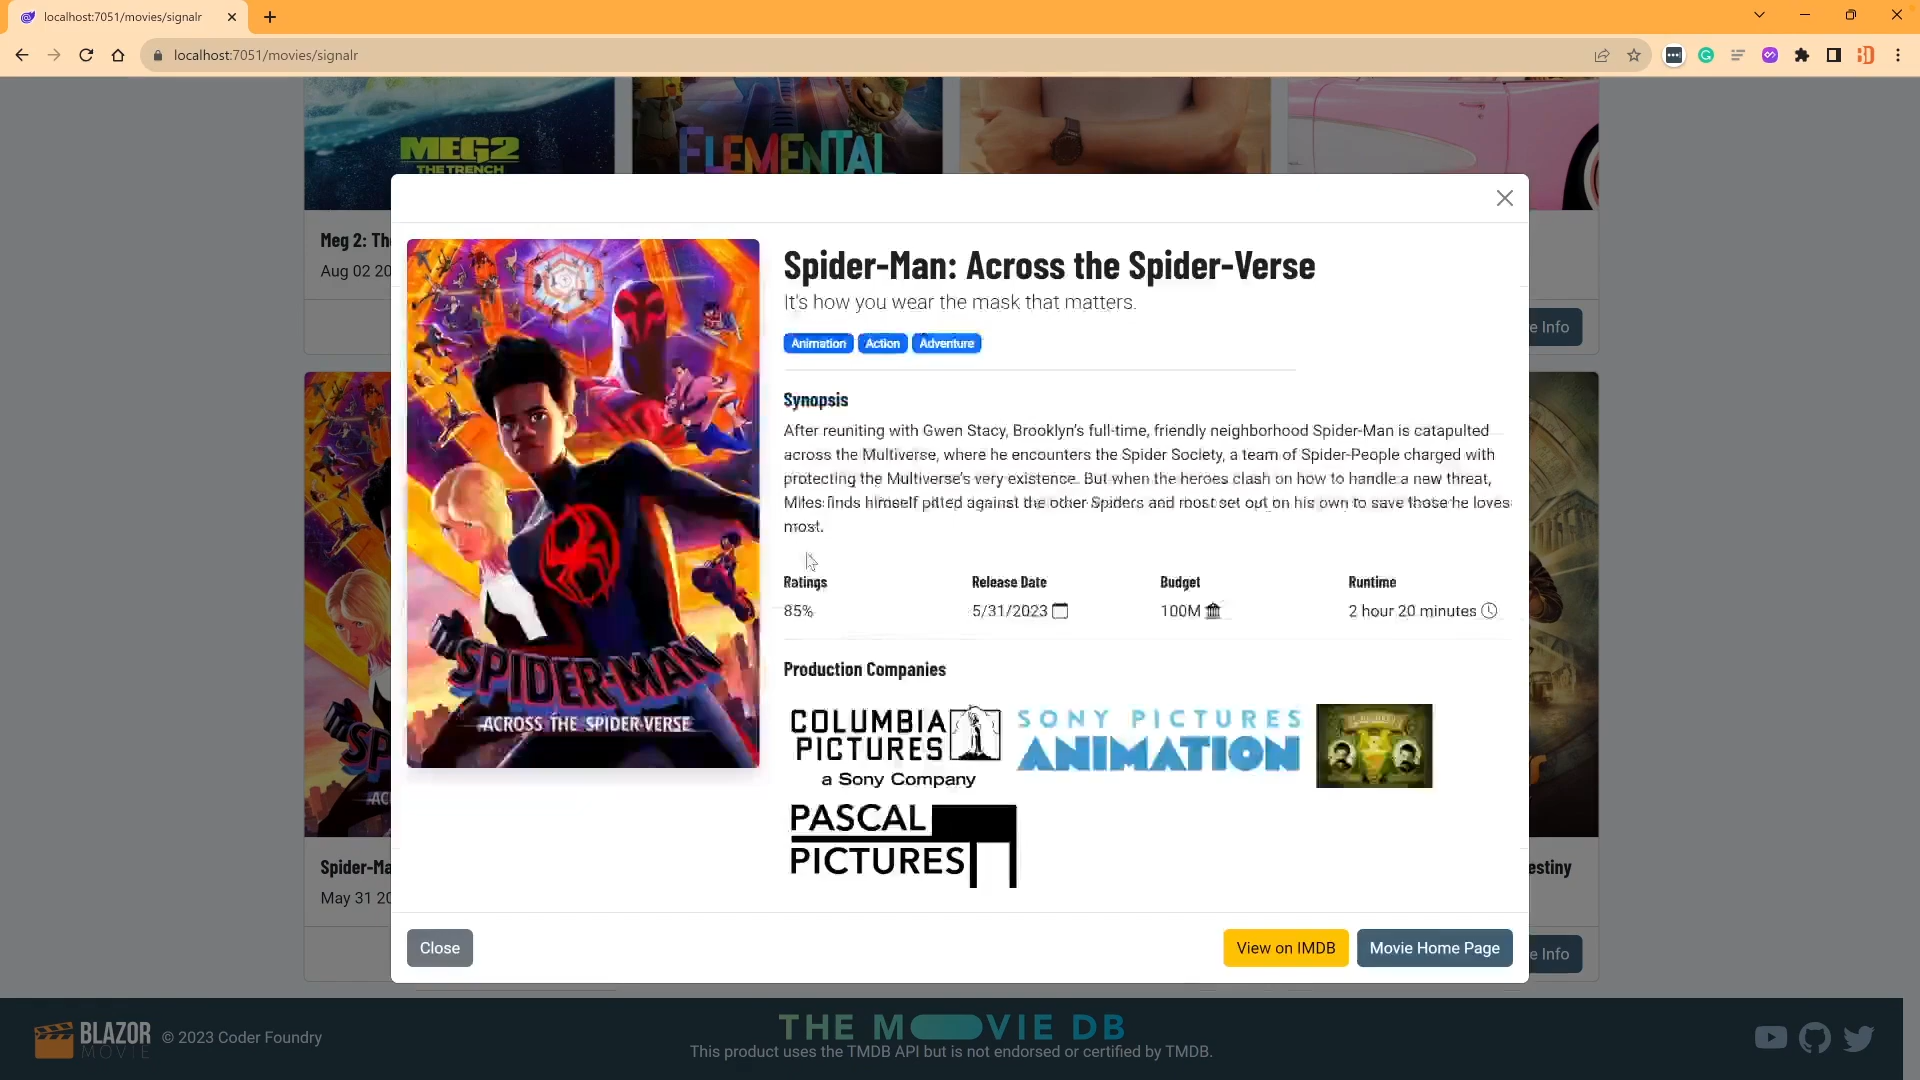 localhost:7051/movies/signalr
localhost:7051/movies/signalr
MEG2
THE TRENCH
ELEMENTAL
Meg 2: Th
Aug 02 20
e Info
Spider-Man: Across the Spider-Verse
It's how you wear the mask that matters.
Animation Action Adventure
Synopsis
After reuniting with Gwen Stacy, Brooklyn's full-time, friendly neighborhood Spider-Man is catapulted
across the Multiverse, where he encounters the Spider Society, a team of Spider-People charged with
protecting the Multiverse's very existence. But when the heroes clash on how to handle a new threat,
Miles finds himself pitted against the other Spiders and must set out on his own to save those he loves
most.
Ratings Release Date Budget Runtime
85% 5/31/2023 100M 2 hour 20 minutes
Production Companies
SPIDER-MAN
ACROSS THE SPIDER-VERSE
COLUMBIA
PICTURES
a Sony Company
SONY PICTURES
ANIMATION
PASCAL
PICTURES
SP
AC
Spider-Ma
May 31 20
estiny
e Info
Close
View on IMDB
Movie Home Page
BLAZOR
MOVIE
© 2023 Coder Foundry
THE MOVIE DB
This product uses the TMDB API but is not endorsed or certified by TMDB.